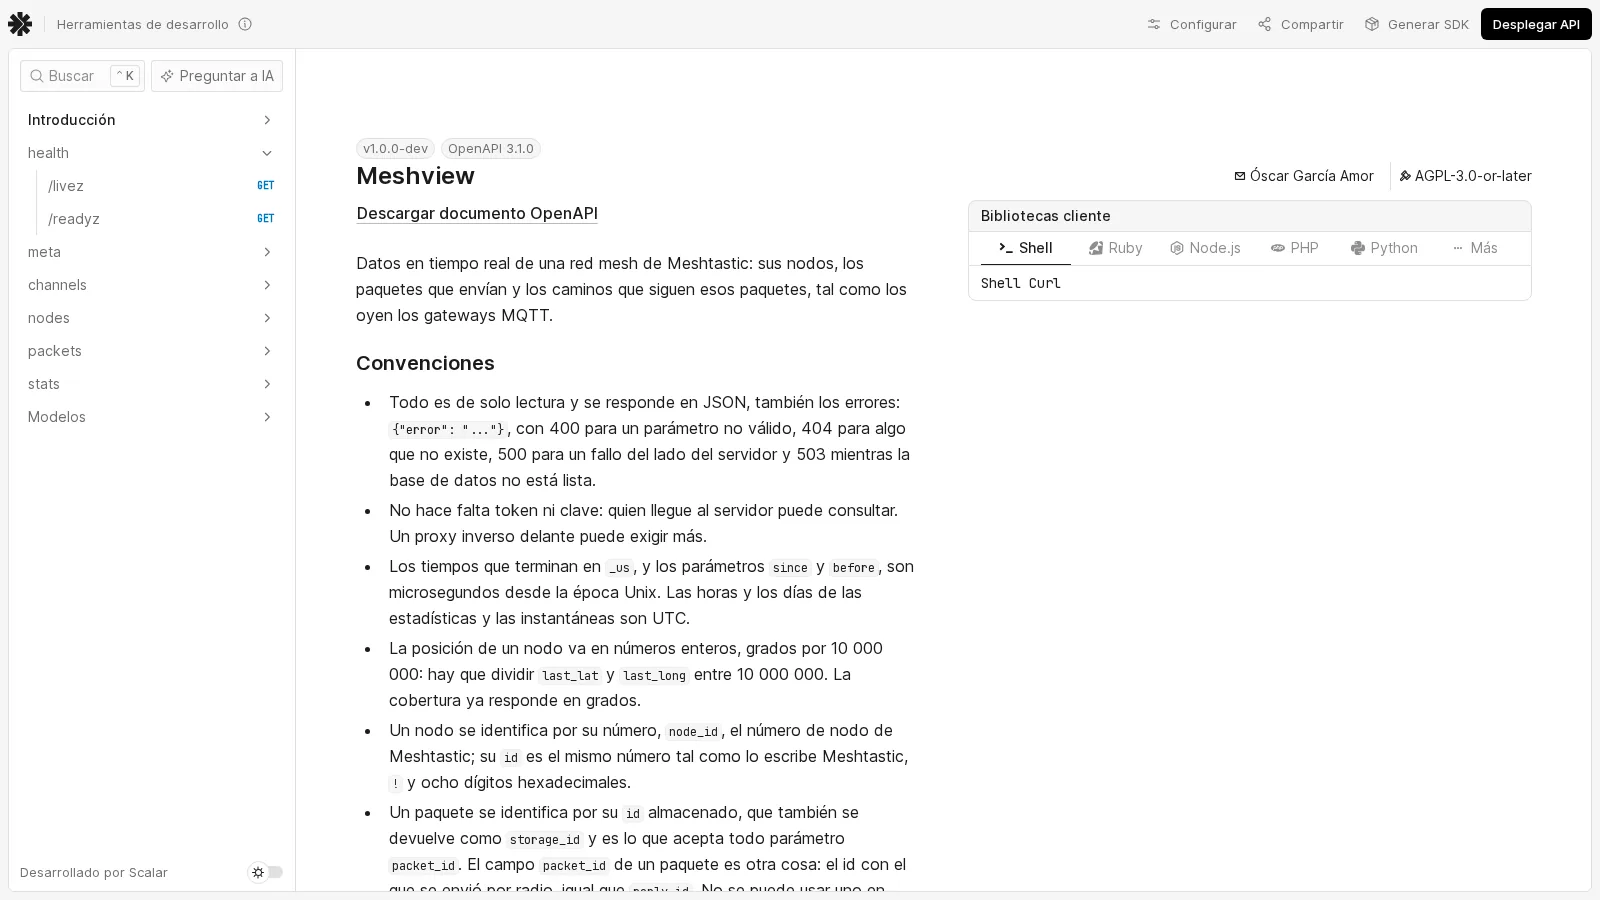 Herramientas de desarrollo
Configurar
Compartir
Generar SDK
Desplegar API
Buscar
^ K
Preguntar a IA
Introducción
health
/livez GET
/readyz GET
meta
channels
nodes
packets
stats
Modelos
Desarrollado por Scalar
v1.0.0-dev OpenAPI 3.1.0
Meshview
Óscar García Amor
AGPL-3.0-or-later
Descargar documento OpenAPI
Datos en tiempo real de una red mesh de Meshtastic: sus nodos, los
paquetes que envían y los caminos que siguen esos paquetes, tal como los
oyen los gateways MQTT.
Convenciones
• Todo es de solo lectura y se responde en JSON, también los errores:
{"error": "..."}, con 400 para un parámetro no válido, 404 para algo
que no existe, 500 para un fallo del lado del servidor y 503 mientras la
base de datos no está lista.
• No hace falta token ni clave: quien llegue al servidor puede consultar.
Un proxy inverso delante puede exigir más.
• Los tiempos que terminan en _us, y los parámetros since y before, son
microsegundos desde la época Unix. Las horas y los días de las
estadísticas y las instantáneas son UTC.
• La posición de un nodo va en números enteros, grados por 10 000
000: hay que dividir last_lat y last_long entre 10 000 000. La
cobertura ya responde en grados.
• Un nodo se identifica por su número, node_id, el número de nodo de
Meshtastic; su id es el mismo número tal como lo escribe Meshtastic,
! y ocho dígitos hexadecimales.
• Un paquete se identifica por su id almacenado, que también se
devuelve como storage_id y es lo que acepta todo parámetro
packet_id. El campo packet_id de un paquete es otra cosa: el id con el
que se envió por radio, igual que reply_id. No se puede usar uno en
Bibliotecas cliente
Shell
Ruby
Node.js
PHP
Python
Más
Shell Curl